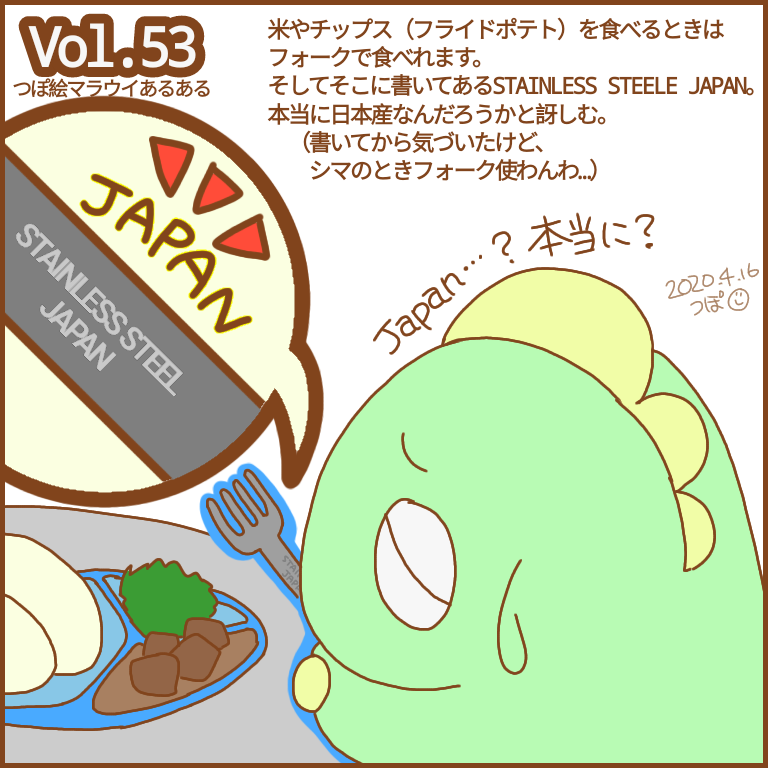 Vol.53
つぽ絵マラウイあるある
米やチップス（フライドポテト）を食べるときは
フォークで食べれます。
そしてそこに書いてあるSTAINLESS STEELE JAPAN。
本当に日本産なんだろうかと訝しむ。
（書いてから気づいたけど、
シマのときフォーク使わんわ…）
JAPAN
STAINLESS STEEL
JAPAN
Japan…？本当に？
2020.4.16
つぽ